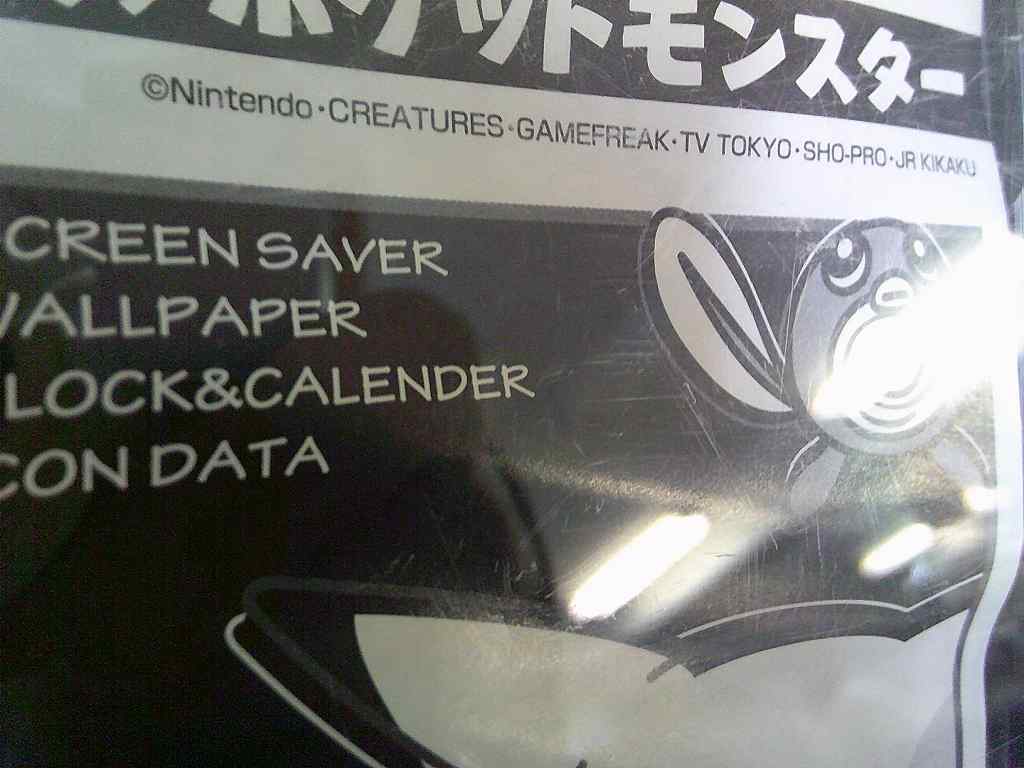 ポケットモンスター
©Nintendo・CREATURES・GAMEFREAK・TV TOKYO・SHO-PRO・JR KIKAKU
CREEN SAVER
WALLPAPER
LOCK&CALENDER
CON DATA